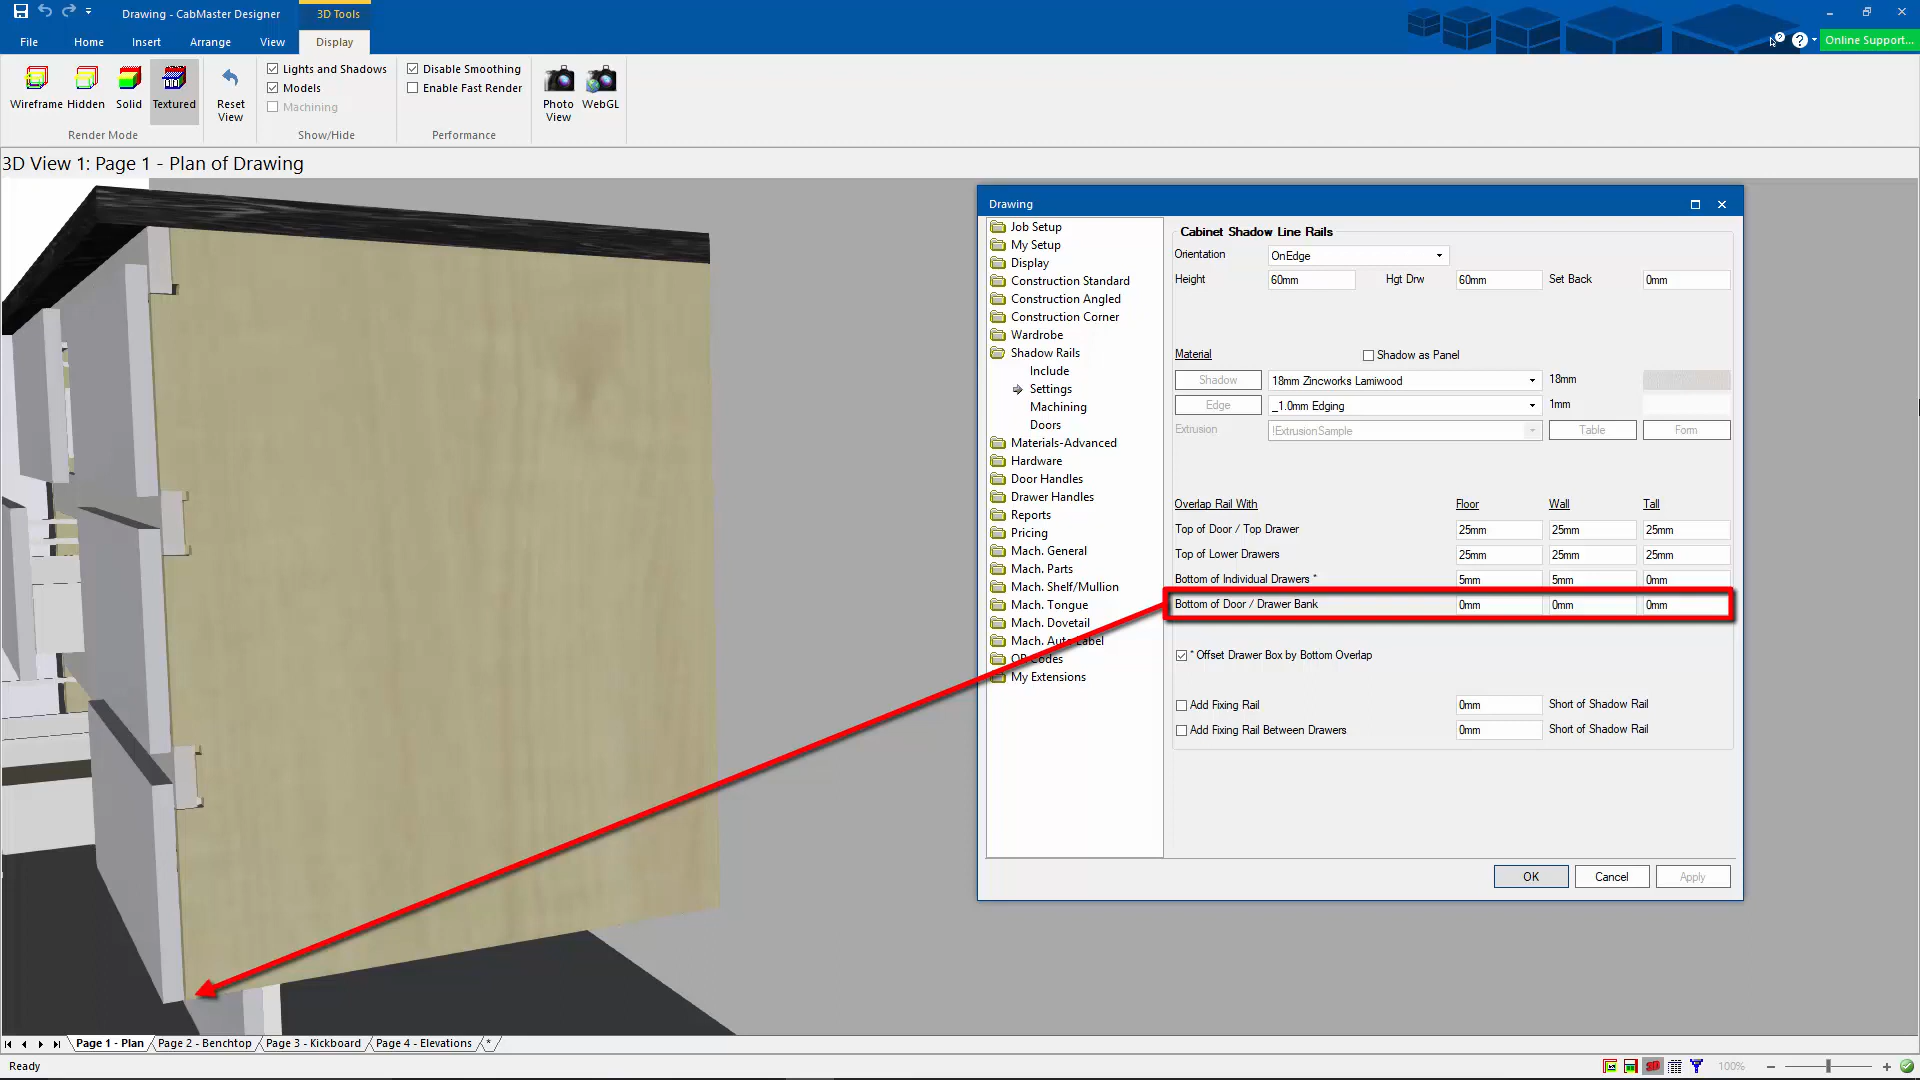 Drawing - CabMaster Designer
3D Tools
File Home Insert Arrange View Display
Online Support...
Wireframe Hidden Solid Textured
Render Mode
Reset View
Lights and Shadows
Models
Machining
Show/Hide
Disable Smoothing
Enable Fast Render
Performance
Photo View
WebGL
3D View 1: Page 1 - Plan of Drawing
Drawing
Job Setup
My Setup
Display
Construction Standard
Construction Angled
Construction Corner
Wardrobe
Shadow Rails
Include
Settings
Machining
Doors
Materials-Advanced
Hardware
Door Handles
Drawer Handles
Reports
Pricing
Mach. General
Mach. Parts
Mach. Shelf/Mullion
Mach. Tongue
Mach. Dovetail
Mach. Auto Label
QR Codes
My Extensions
Cabinet Shadow Line Rails
Orientation OnEdge
Height 60mm Hgt Drw 60mm Set Back 0mm
Material Shadow as Panel
Shadow 18mm Zincworks Lamiwood 18mm
Edge _1.0mm Edging 1mm
Extrusion !ExtrusionSample Table Form
Overlap Rail With Floor Wall Tall
Top of Door / Top Drawer 25mm 25mm 25mm
Top of Lower Drawers 25mm 25mm 25mm
Bottom of Individual Drawers * 5mm 5mm 0mm
Bottom of Door / Drawer Bank 0mm 0mm 0mm
* Offset Drawer Box by Bottom Overlap
Add Fixing Rail 0mm Short of Shadow Rail
Add Fixing Rail Between Drawers 0mm Short of Shadow Rail
OK Cancel Apply
Page 1 - Plan Page 2 - Benchtop Page 3 - Kickboard Page 4 - Elevations *
Ready
100%